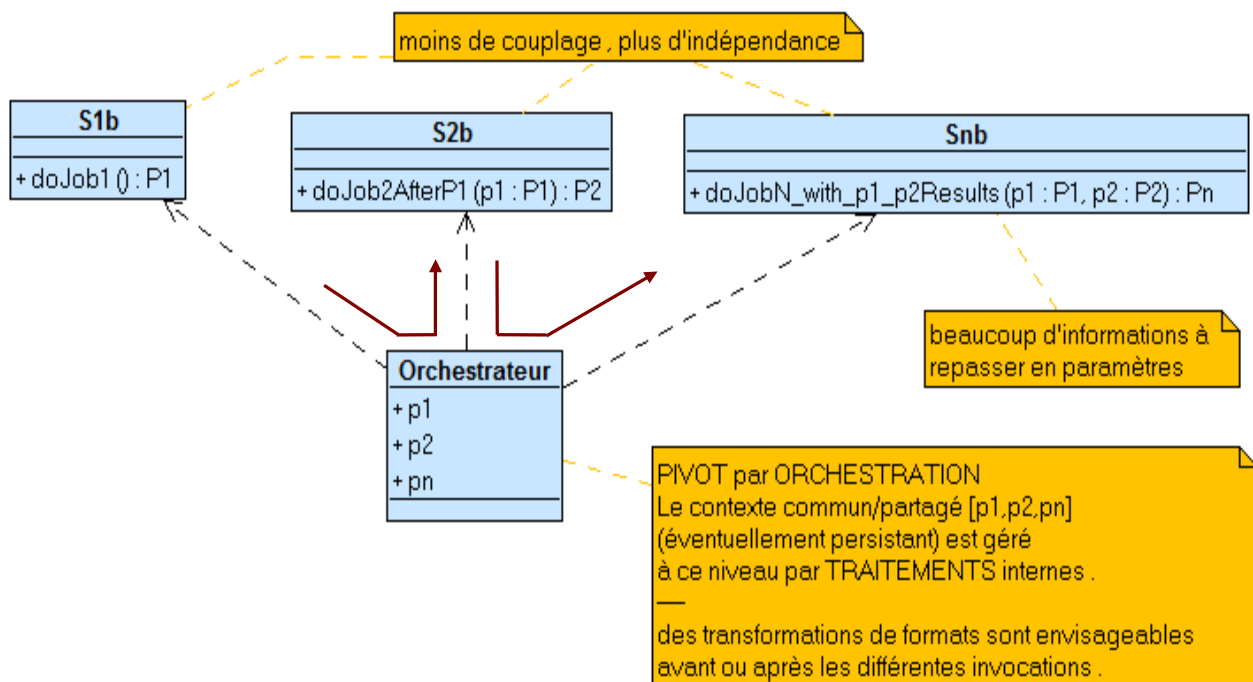 moins de couplage , plus d'indépendance
S1b
+ doJob1 () : P1
S2b
+ doJob2AfterP1 (p1 : P1) : P2
Snb
+ doJobN_with_p1_p2Results (p1 : P1, p2 : P2) : Pn
beaucoup d'informations à
repasser en paramètres
Orchestrateur
+ p1
+ p2
+ pn
PIVOT par ORCHESTRATION
Le contexte commun/partagé [p1,p2,pn]
(éventuellement persistant) est géré
à ce niveau par TRAITEMENTS internes .
—
des transformations de formats sont envisageables
avant ou après les différentes invocations .